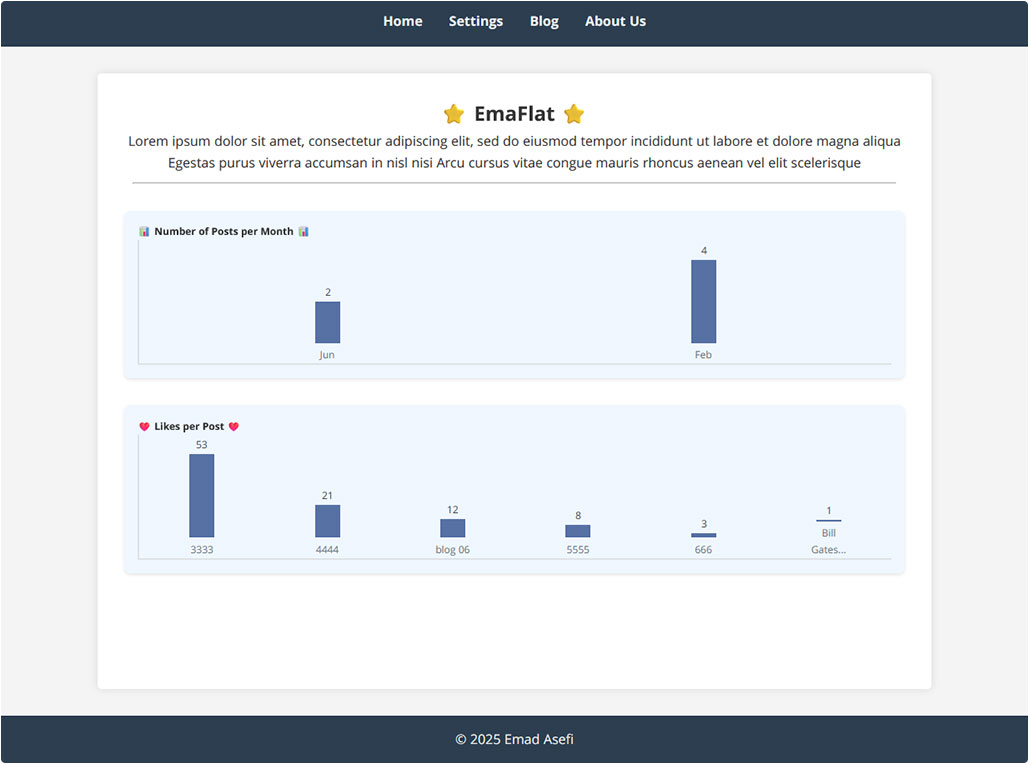 Home Settings Blog About Us
⭐ EmaFlat ⭐
Lorem ipsum dolor sit amet, consectetur adipiscing elit, sed do eiusmod tempor incididunt ut labore et dolore magna aliqua
Egestas purus viverra accumsan in nisl nisi Arcu cursus vitae congue mauris rhoncus aenean vel elit scelerisque
📊 Number of Posts per Month 📊
2
Jun
4
Feb
💖 Likes per Post 💖
53
3333
21
4444
12
blog 06
8
5555
3
666
1
Bill
Gates...
© 2025 Emad Asefi